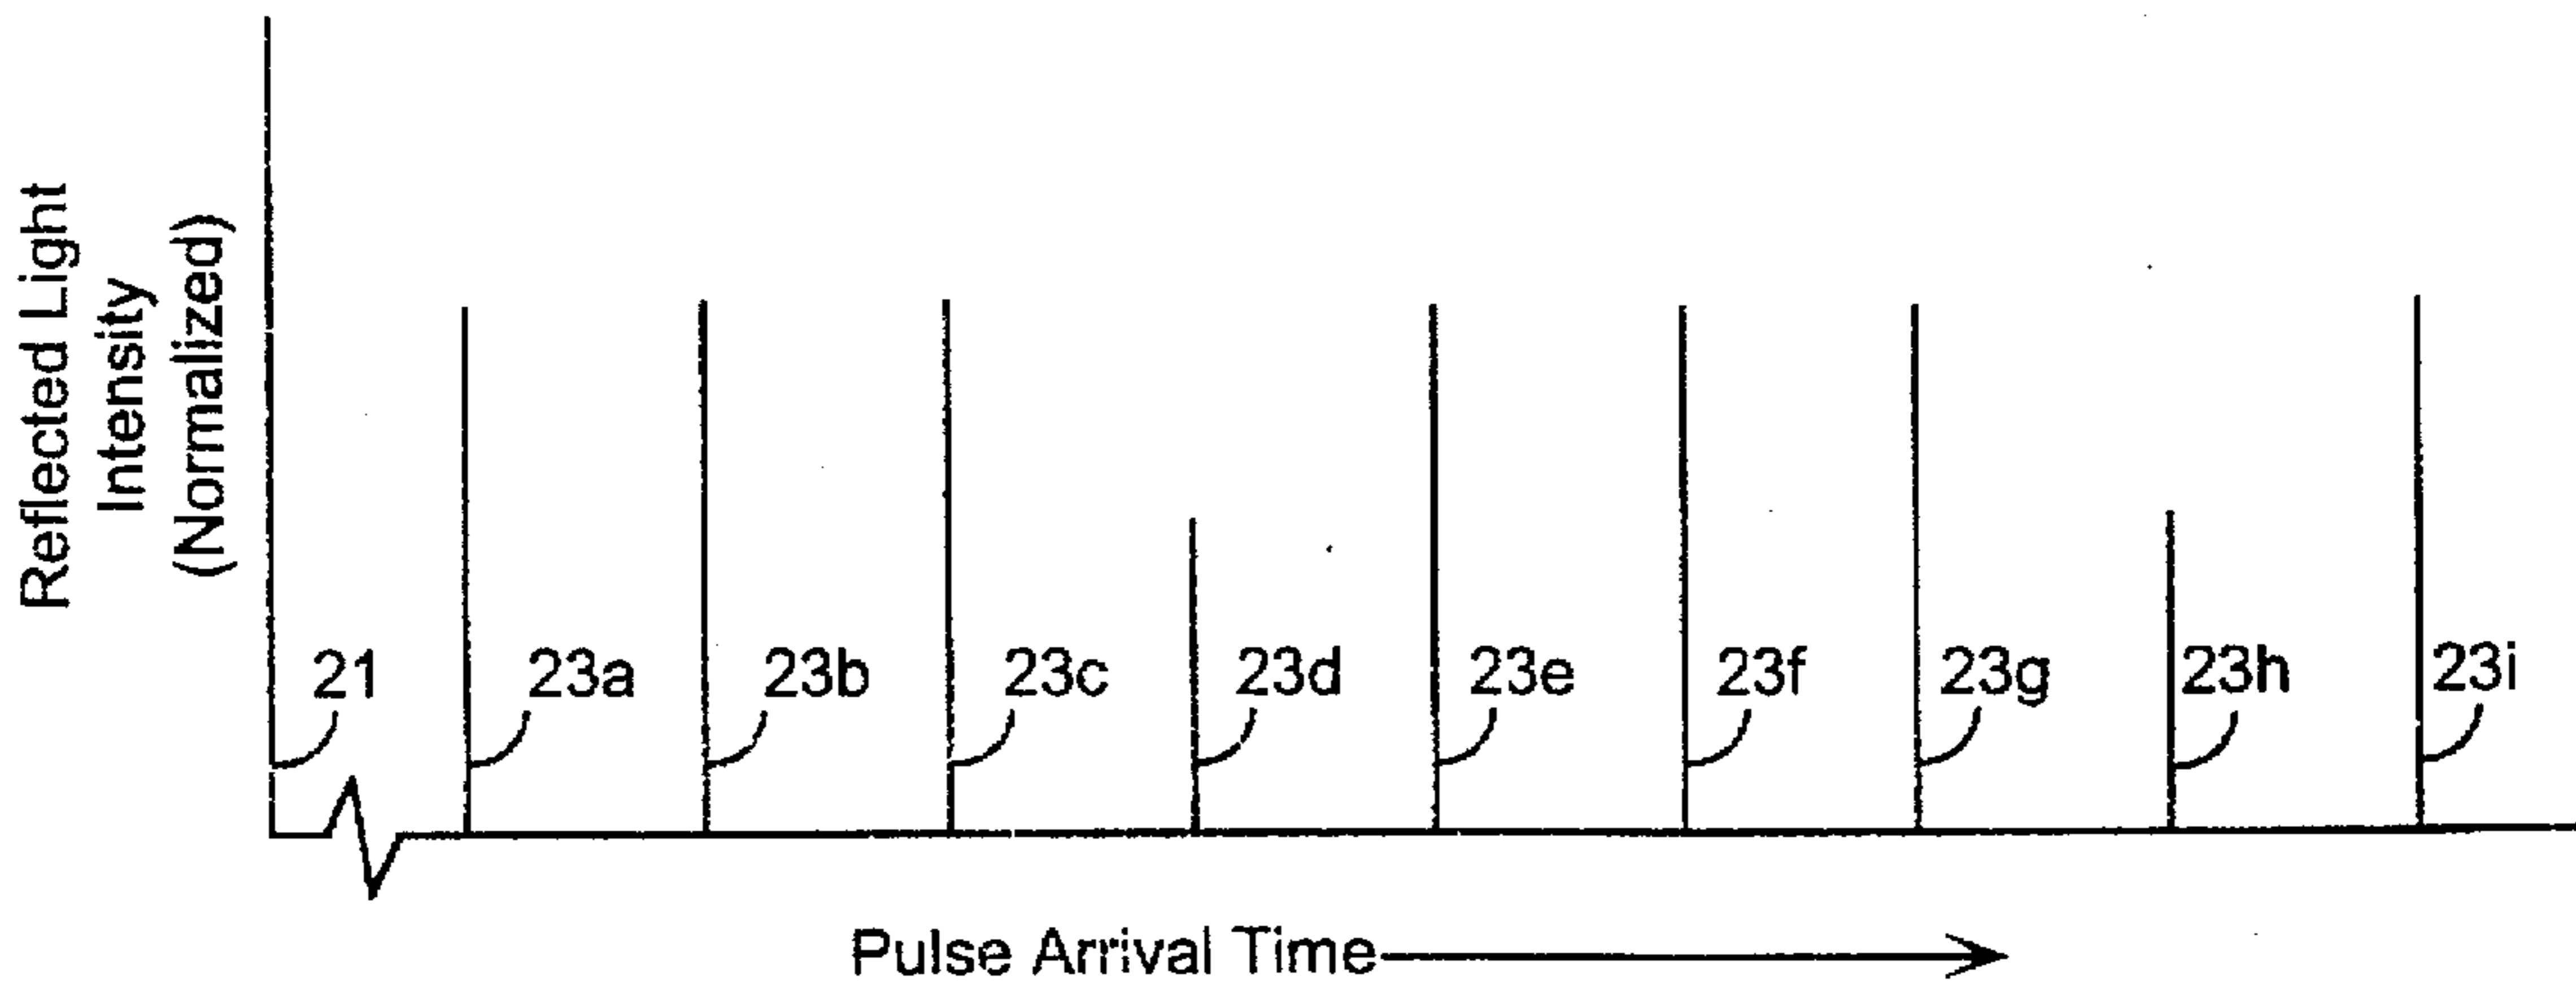 Reflected Light
Intensity
(Normalized)
21
23a
23b
23c
23d
23e
23f
23g
23h
23i
Pulse Arrival Time